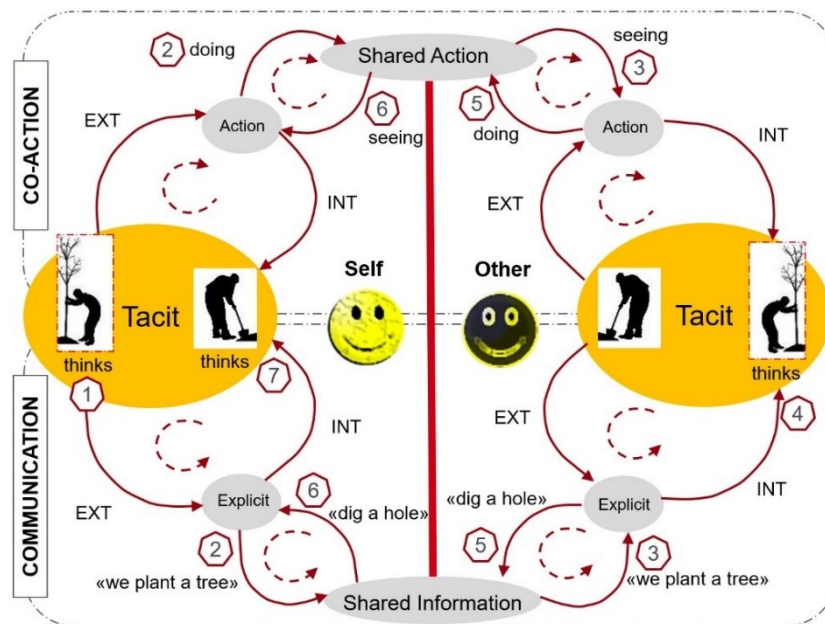 2 doing
Shared Action
seeing
3
6
seeing
5
doing
EXT
Action
Action
INT
CO-ACTION
INT
EXT
Self
Other
Tacit
Tacit
thinks
thinks
thinks
1
7
4
EXT
INT
COMMUNICATION
INT
EXT
Explicit
6
«dig a hole»
«dig a hole»
Explicit
2
5
3
«we plant a tree»
«we plant a tree»
Shared Information